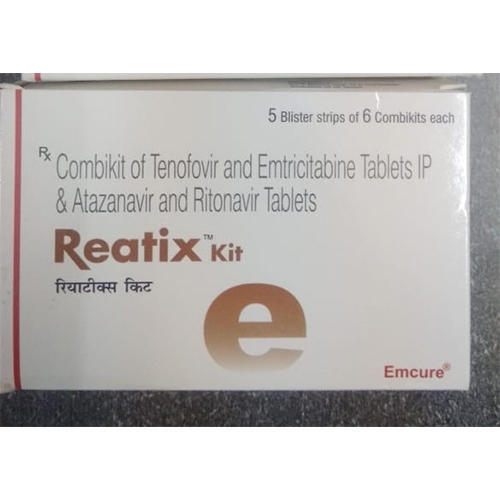 5 Blister strips of 6 Combikits each
Rx Combikit of Tenofovir and Emtricitabine Tablets IP
& Atazanavir and Ritonavir Tablets
Reatix™ Kit
रियाटीक्स किट
e
Emcure®